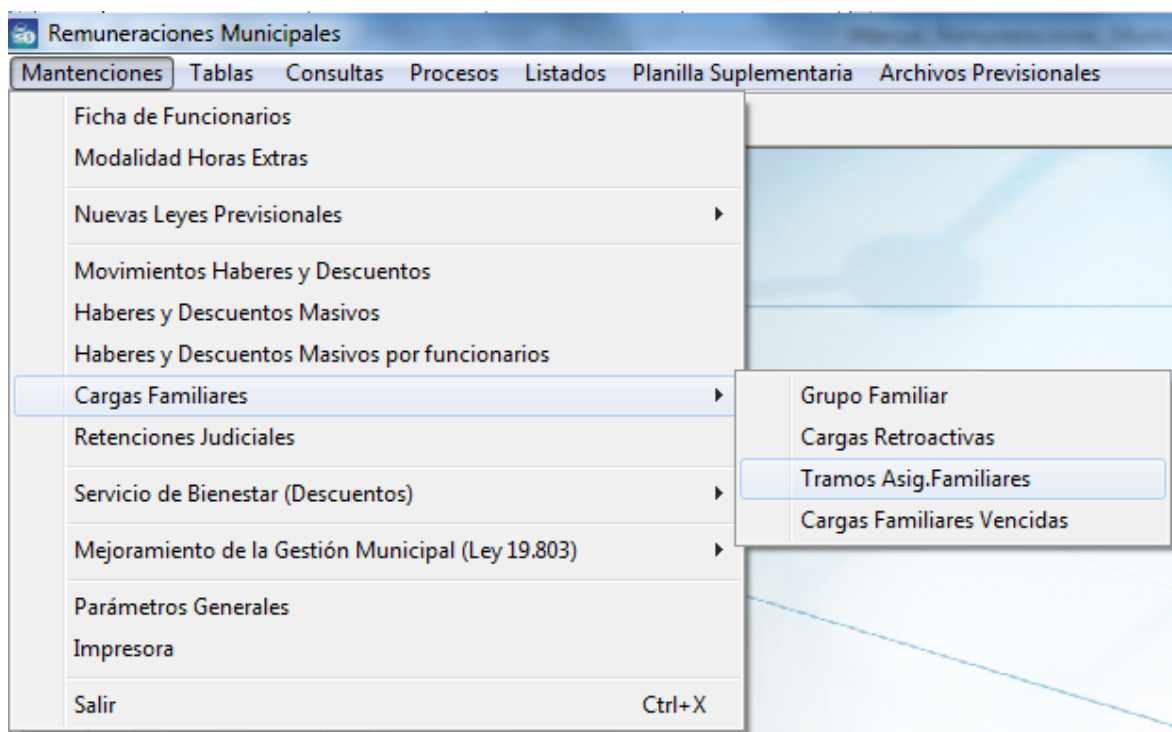 Remuneraciones Municipales
Mantenciones Tablas Consultas Procesos Listados Planilla Suplementaria Archivos Previsionales
Ficha de Funcionarios
Modalidad Horas Extras
Nuevas Leyes Previsionales
Movimientos Haberes y Descuentos
Haberes y Descuentos Masivos
Haberes y Descuentos Masivos por funcionarios
Cargas Familiares
Retenciones Judiciales
Servicio de Bienestar (Descuentos)
Mejoramiento de la Gestión Municipal (Ley 19.803)
Parámetros Generales
Impresora
Salir Ctrl+X
Grupo Familiar
Cargas Retroactivas
Tramos Asig.Familiares
Cargas Familiares Vencidas